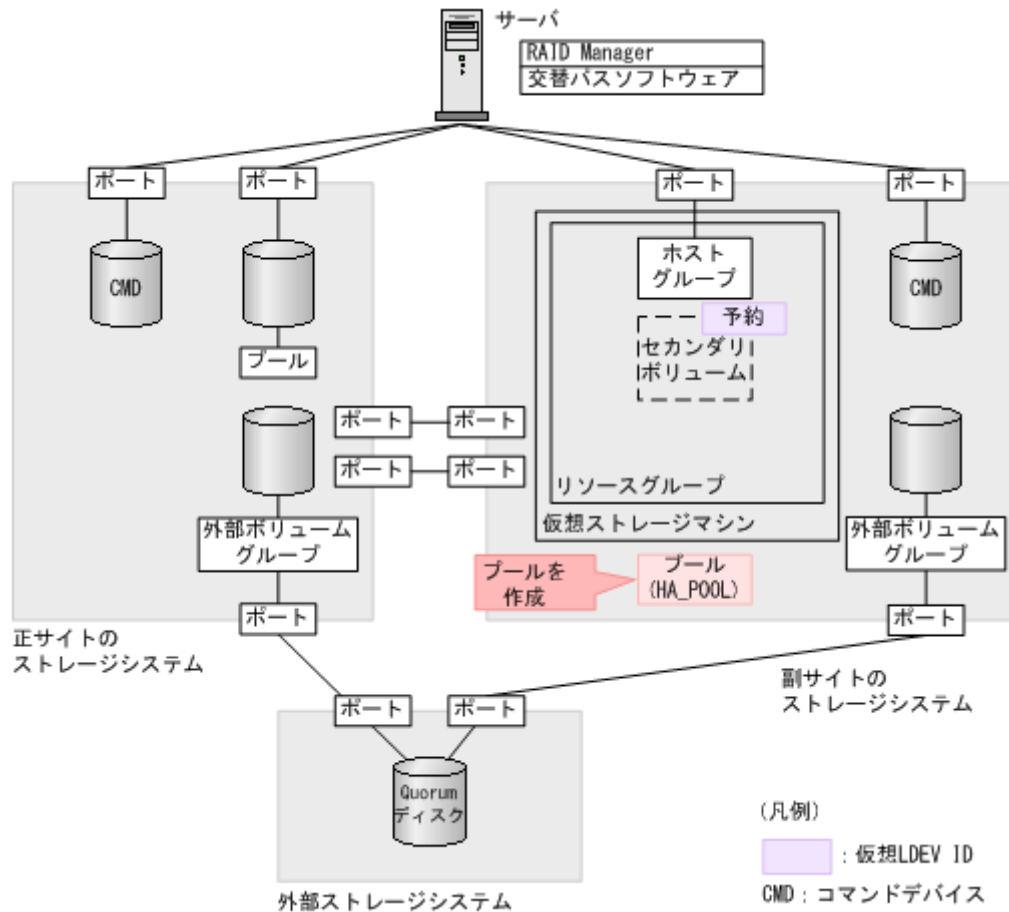 サーバ
RAID Manager
交替パスソフトウェア
ポート
ポート
ポート
ポート
CMD
ホスト
グループ
CMD
予約
セカンダリ
ボリューム
プール
ポート
ポート
ポート
ポート
リソースグループ
仮想ストレージマシン
外部ボリューム
グループ
外部ボリューム
グループ
プールを
作成
プール
(HA_POOL)
ポート
ポート
正サイトの
ストレージシステム
副サイトの
ストレージシステム
ポート
ポート
Quorum
ディスク
外部ストレージシステム
(凡例)
：仮想LDEV ID
CMD：コマンドデバイス